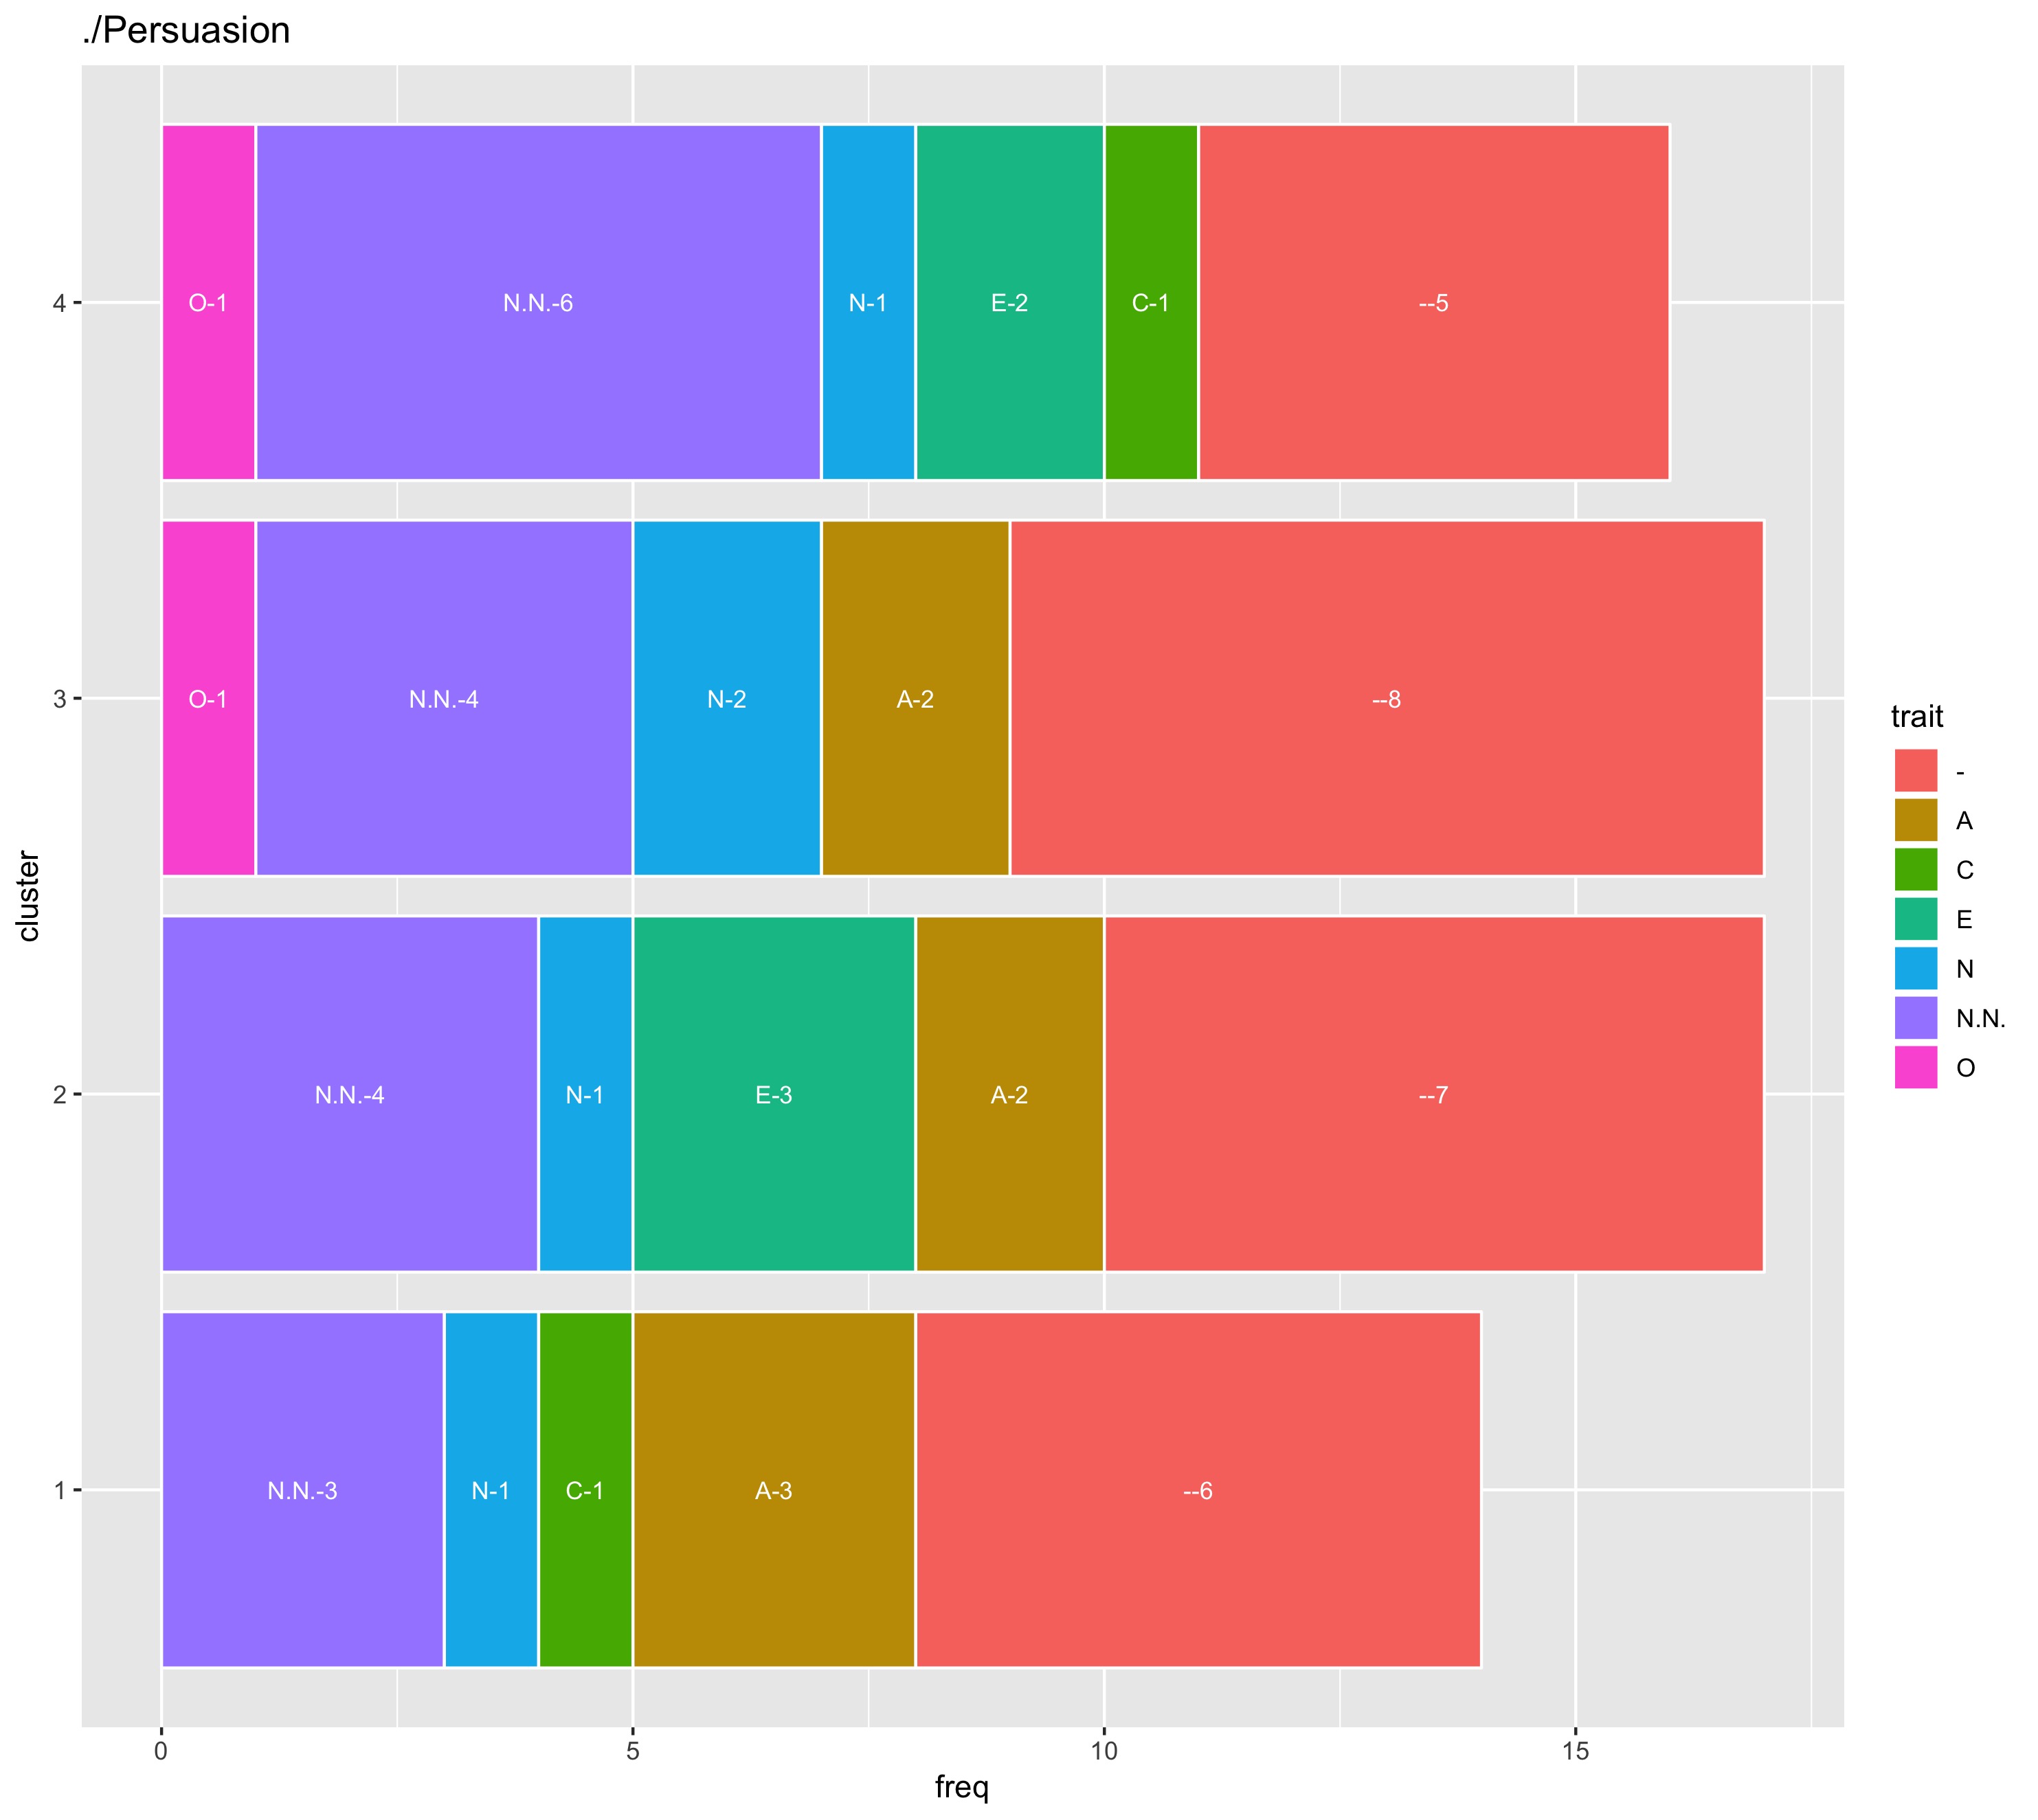 ./Persuasion
4
O-1 N.N.-6 N-1 E-2 C-1 --5
3
O-1 N.N.-4 N-2 A-2 --8
2
N.N.-4 N-1 E-3 A-2 --7
1
N.N.-3 N-1 C-1 A-3 --6
0 5 10 15
freq
cluster
trait
-
A
C
E
N
N.N.
O